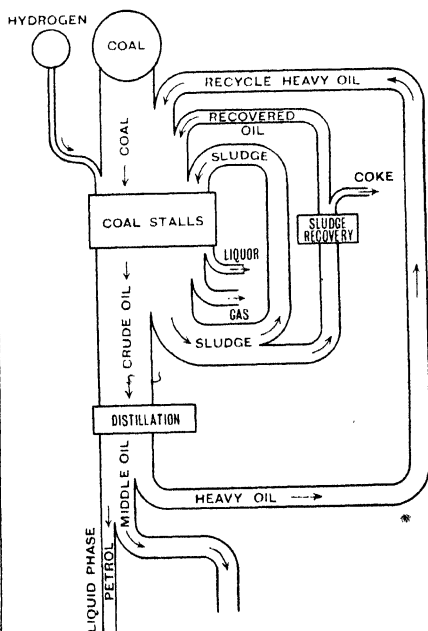 HYDROGEN
COAL
RECYCLE HEAVY OIL
RECOVERED
OIL
COAL
SLUDGE
COKE
COAL STALLS
SLUDGE
RECOVERY
LIQUOR
GAS
CRUDE OIL
SLUDGE
DISTILLATION
MIDDLE OIL
HEAVY OIL
LIQUID PHASE
PETROL